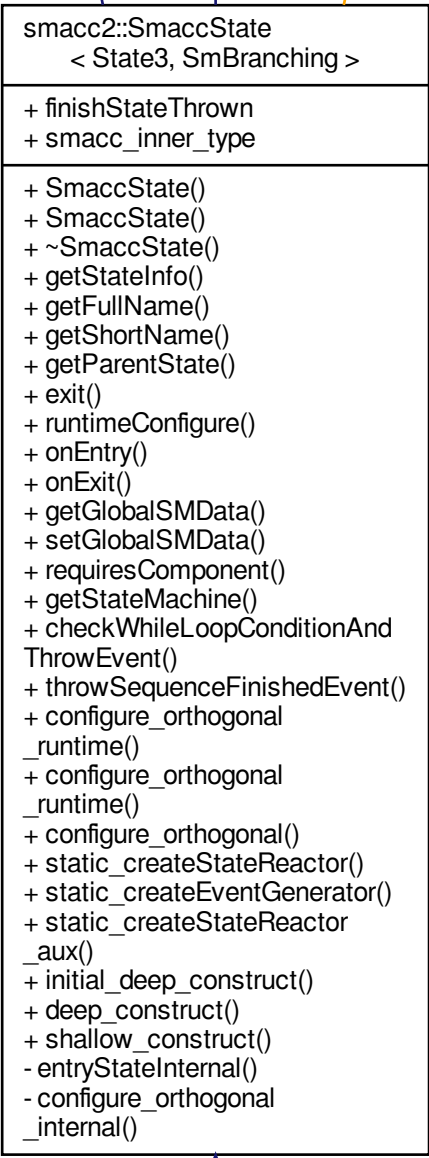 smacc2::SmaccState
< State3, SmBranching >
+ finishStateThrown
+ smacc_inner_type
+ SmaccState()
+ SmaccState()
+ ~SmaccState()
+ getStateInfo()
+ getFullName()
+ getShortName()
+ getParentState()
+ exit()
+ runtimeConfigure()
+ onEntry()
+ onExit()
+ getGlobalSMData()
+ setGlobalSMData()
+ requiresComponent()
+ getStateMachine()
+ checkWhileLoopConditionAnd
ThrowEvent()
+ throwSequenceFinishedEvent()
+ configure_orthogonal
_runtime()
+ configure_orthogonal
_runtime()
+ configure_orthogonal()
+ static_createStateReactor()
+ static_createEventGenerator()
+ static_createStateReactor
_aux()
+ initial_deep_construct()
+ deep_construct()
+ shallow_construct()
- entryStateInternal()
- configure_orthogonal
_internal()